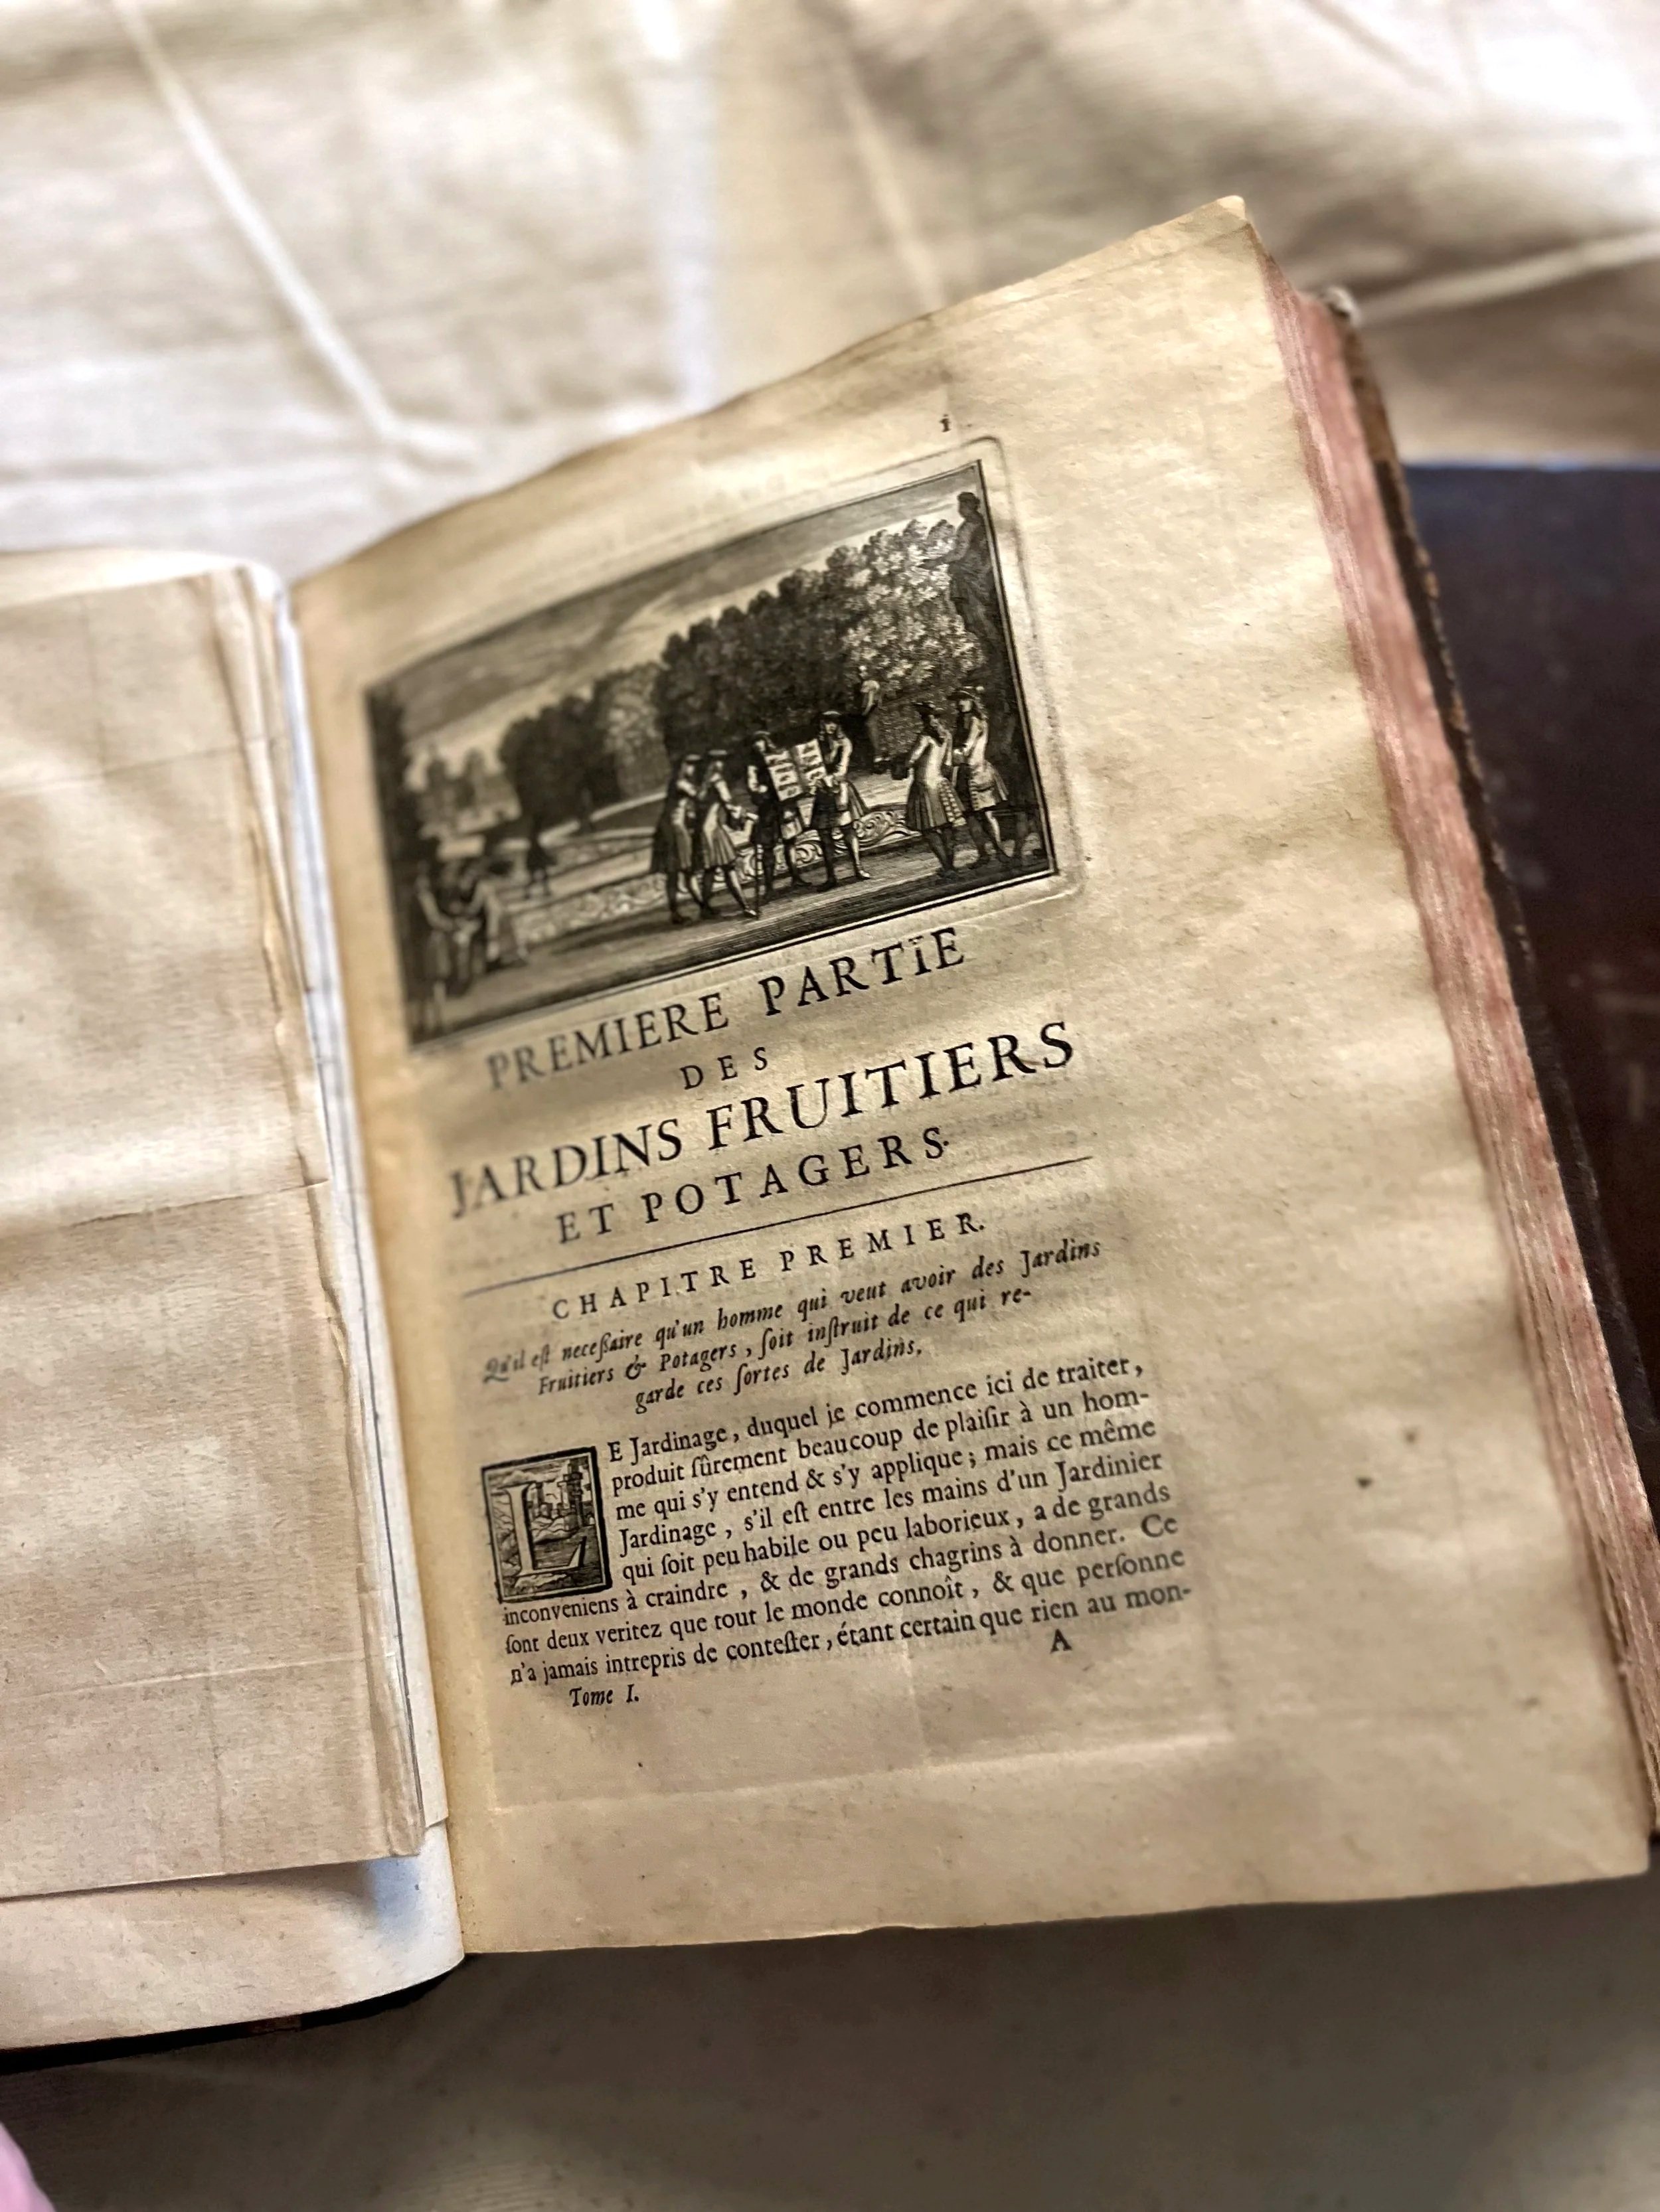 i
PREMIERE PARTÏE
DES
JARDINS FRUITIERS
ET POTAGERS.
CHAPITRE PREMIER.
Qu'il eſt neceſſaire qu'un homme qui veut avoir des Jardins
Fruitiers & Potagers, ſoit inſtruit de ce qui re-
garde ces ſortes de Jardins.
LE Jardinage, duquel je commence ici de traiter,
produit ſûrement beaucoup de plaiſir à un hom-
me qui s'y entend & s'y applique; mais ce même
Jardinage, s'il eſt entre les mains d'un Jardinier
qui ſoit peu habile ou peu laborieux, a de grands
inconveniens à craindre, & de grands chagrins à donner. Ce
ſont deux veritez que tout le monde connoît, & que perſonne
n'a jamais intrepris de conteſter, étant certain que rien au mon-
Tome I. A